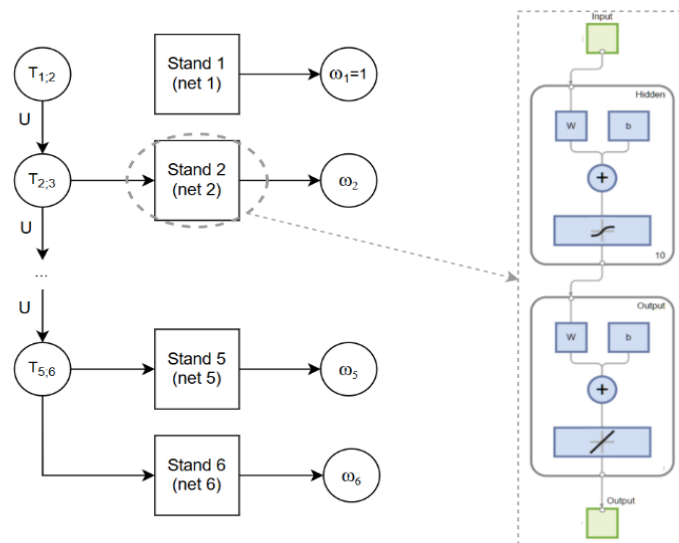 T1;2
Stand 1
(net 1)
ω1=1
U
T2;3
Stand 2
(net 2)
ω2
U
...
U
T5;6
Stand 5
(net 5)
ω5
Stand 6
(net 6)
ω6
Input
Hidden
W
b
+
10
Output
W
b
+
Output